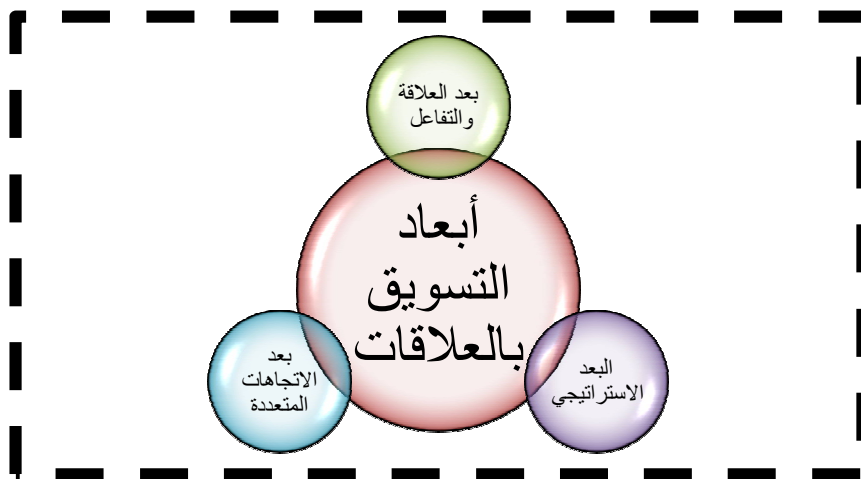 بعد العلاقة
والتفاعل
أبعاد
التسويق
بالعلاقات
البعد
الاستراتيجي
بعد
الاتجاهات
المتعددة